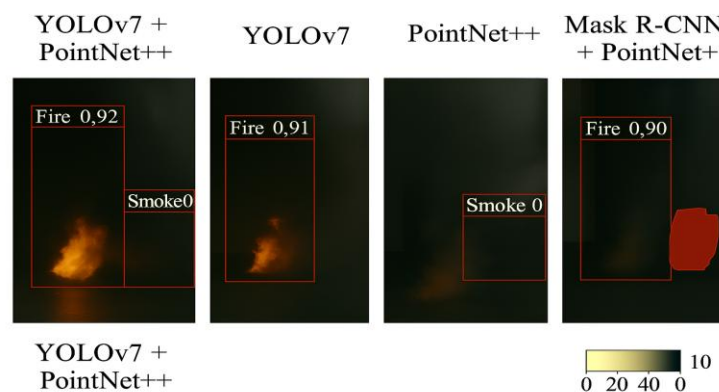 YOLOv7 +
PointNet++
YOLOv7
PointNet++
Mask R-CNN
+ PointNet+
Fire 0,92
Smoke0
Fire 0,91
Smoke 0
Fire 0,90
YOLOv7 +
PointNet++
10
0 20 40 0